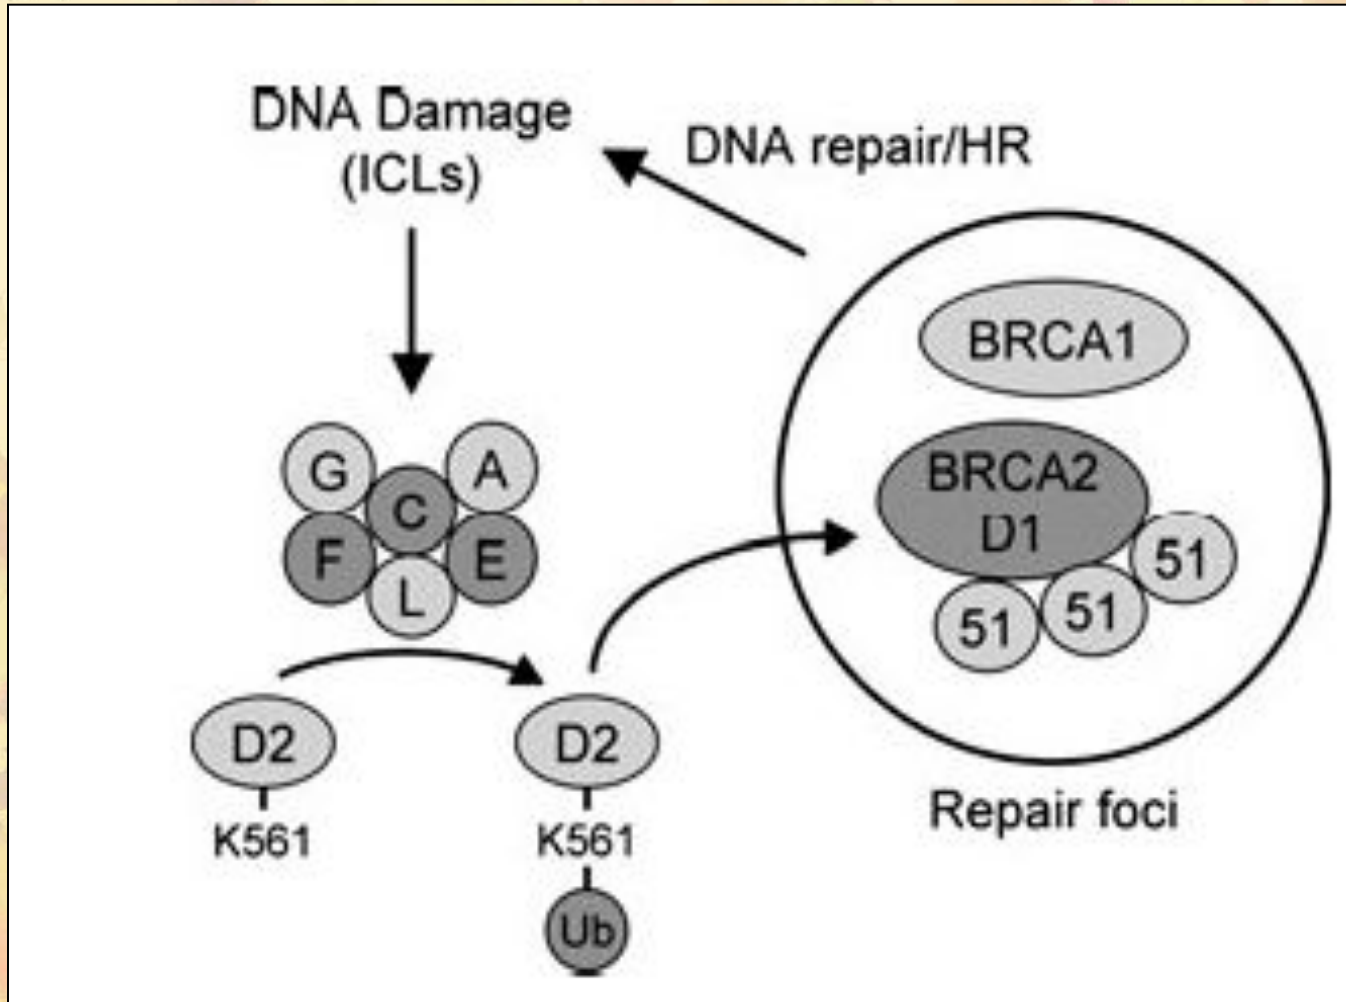 DNA Damage
(ICLs)
DNA repair/HR
BRCA1
BRCA2
D1
51
51
51
Repair foci
G
A
C
F
E
L
D2
K561
D2
K561
Ub